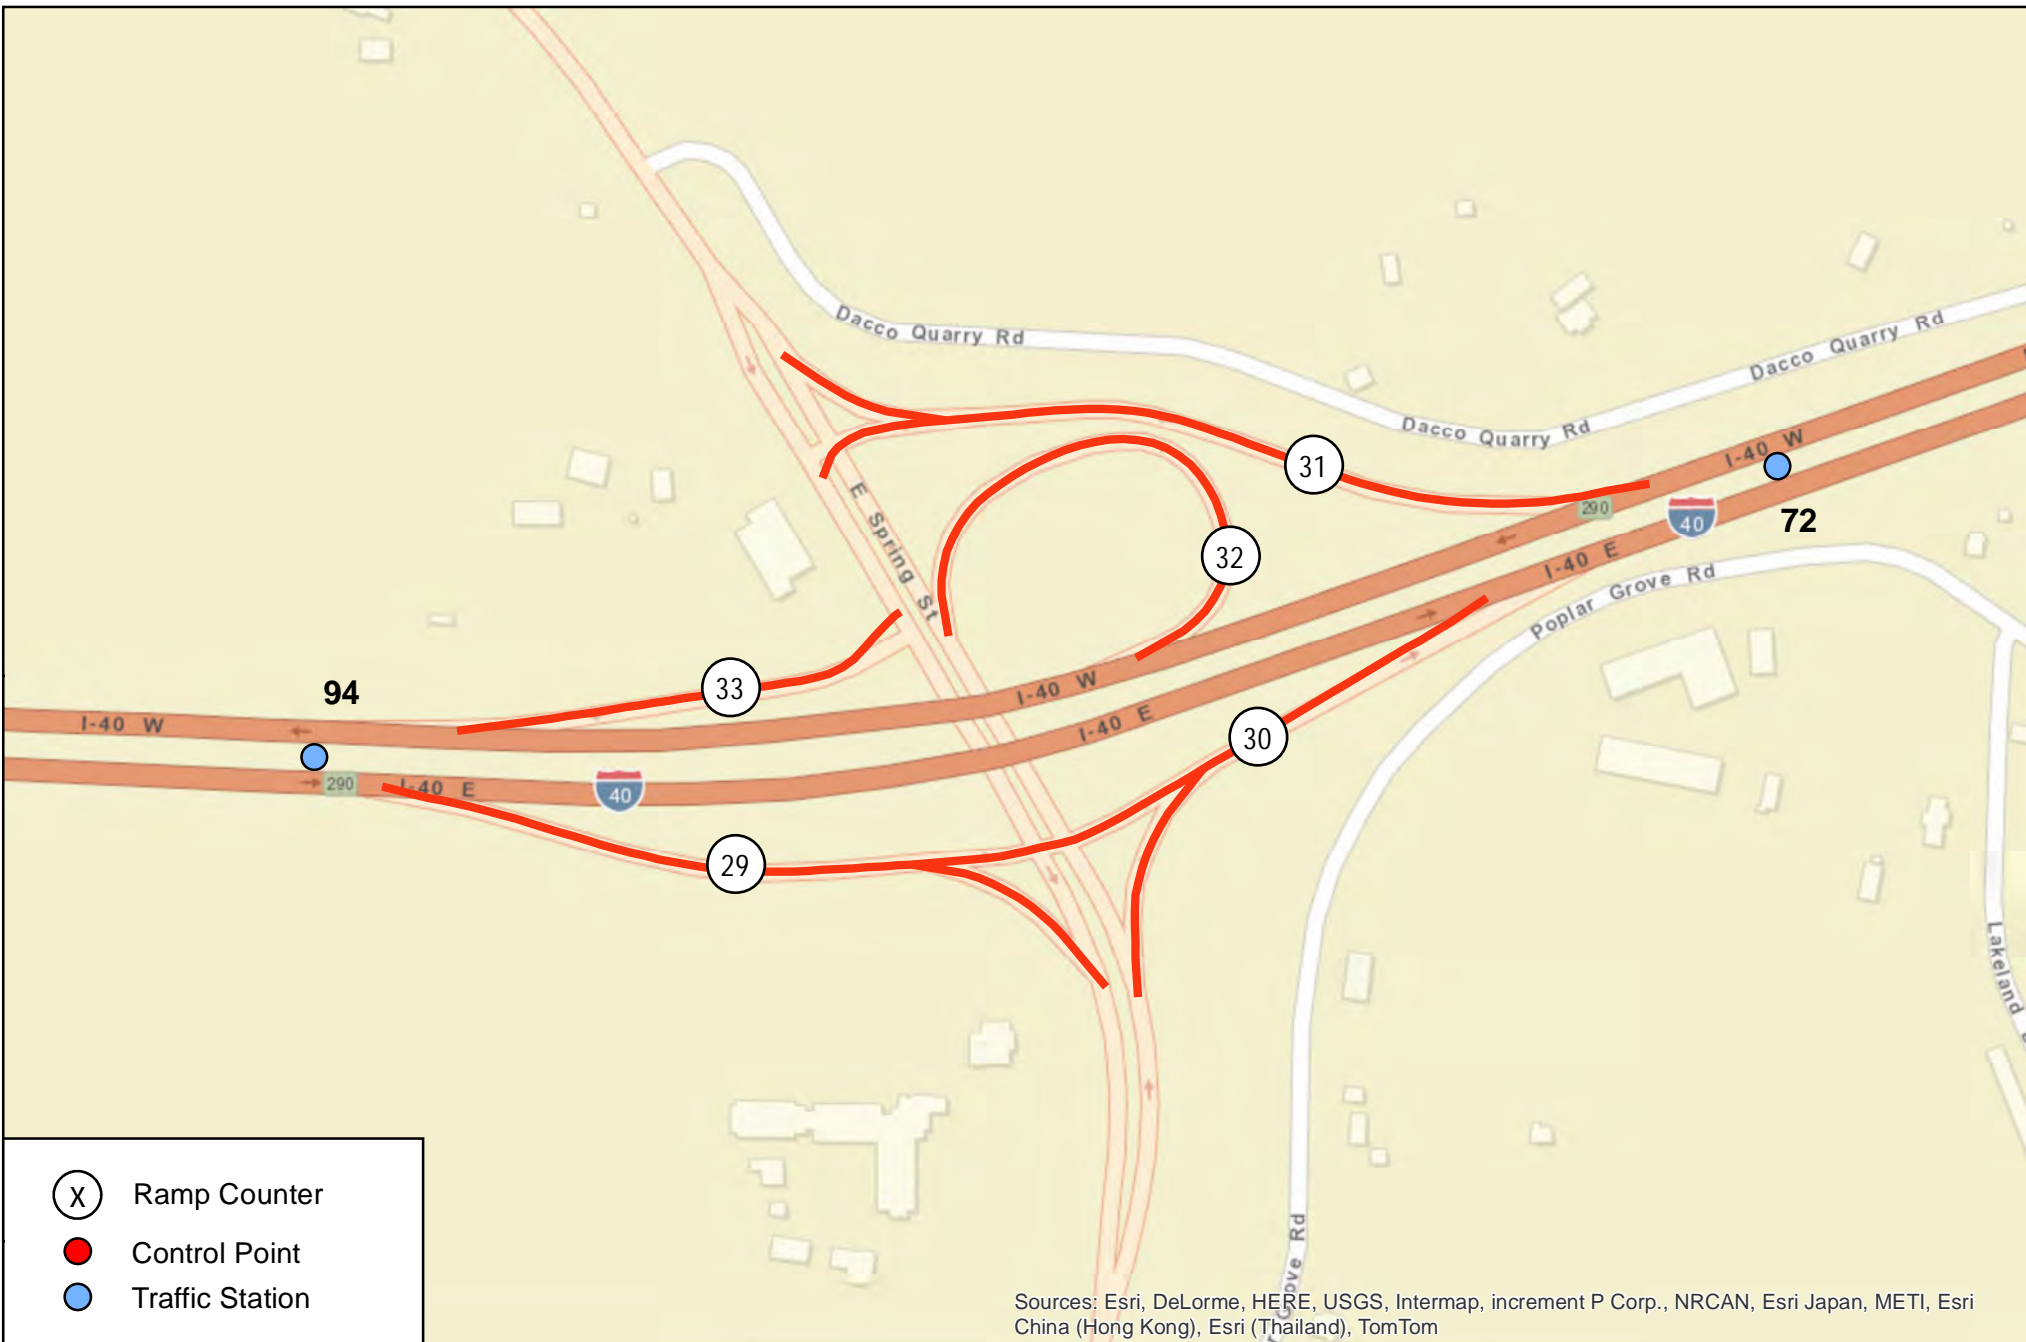 Dacco Quarry Rd
Dacco Quarry Rd
Dacco Quarry Rd
31
I-40 W
290
40
72
E Spring St
32
I-40 E
Poplar Grove Rd
94
33
I-40 W
I-40 W
I-40 E
30
290
I-40 E
40
29
Lakeland
X Ramp Counter
Control Point
Traffic Station
r Grove Rd
Sources: Esri, DeLorme, HERE, USGS, Intermap, increment P Corp., NRCAN, Esri Japan, METI, Esri
China (Hong Kong), Esri (Thailand), TomTom